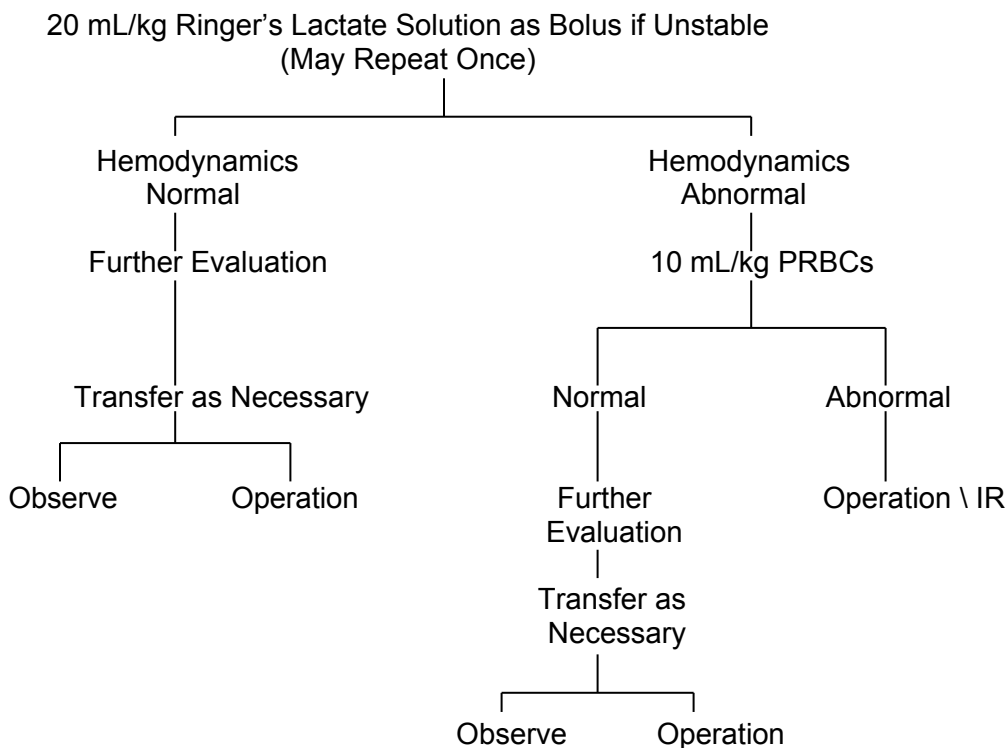 20 mL/kg Ringer’s Lactate Solution as Bolus if Unstable
(May Repeat Once)
Hemodynamics
Normal
Hemodynamics
Abnormal
Further Evaluation
10 mL/kg PRBCs
Transfer as Necessary
Normal
Abnormal
Observe
Operation
Further
Evaluation
Operation \ IR
Transfer as
Necessary
Observe
Operation